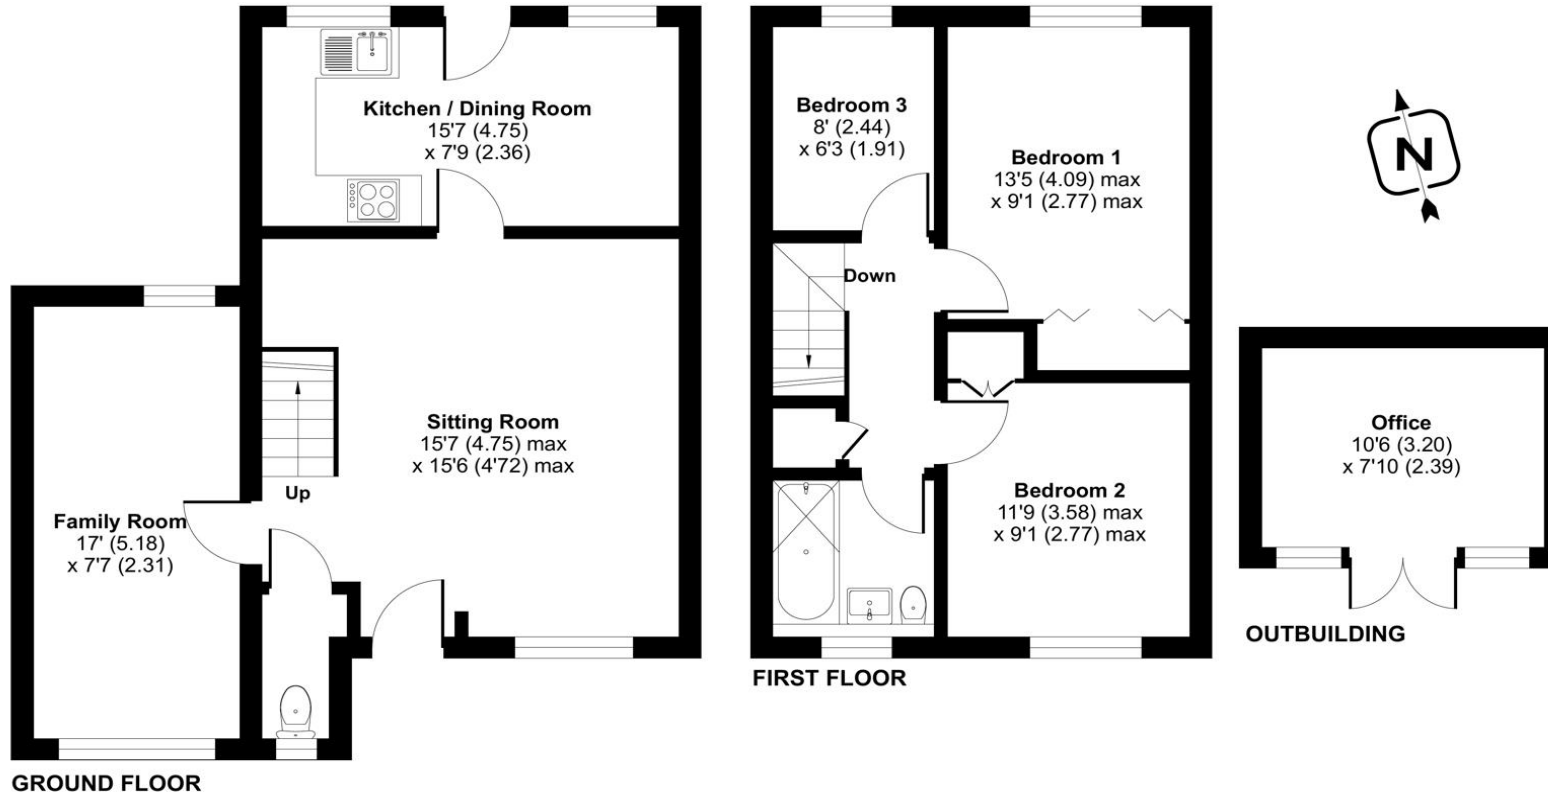 Kitchen / Dining Room
15'7 (4.75)
x 7'9 (2.36)
Sitting Room
15'7 (4.75) max
x 15'6 (4'72) max
Up
Family Room
17' (5.18)
x 7'7 (2.31)
GROUND FLOOR
Bedroom 3
8' (2.44)
x 6'3 (1.91)
Bedroom 1
13'5 (4.09) max
x 9'1 (2.77) max
Down
Bedroom 2
11'9 (3.58) max
x 9'1 (2.77) max
FIRST FLOOR
N
Office
10'6 (3.20)
x 7'10 (2.39)
OUTBUILDING